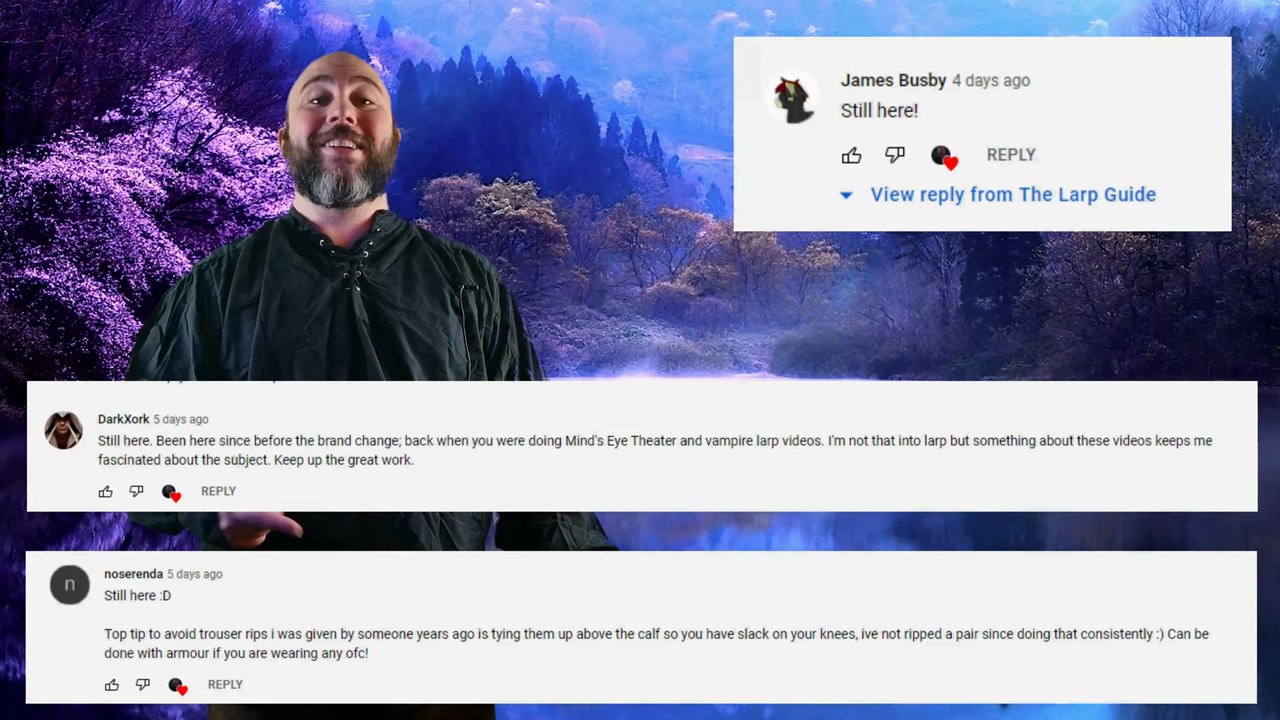 James Busby 4 days ago
Still here!
REPLY
View reply from The Larp Guide
DarkXork 5 days ago
Still here. Been here since before the brand change; back when you were doing Mind's Eye Theater and vampire larp videos. I'm not that into larp but something about these videos keeps me
fascinated about the subject. Keep up the great work.
REPLY
n
noserenda 5 days ago
Still here :D
Top tip to avoid trouser rips i was given by someone years ago is tying them up above the calf so you have slack on your knees, ive not ripped a pair since doing that consistently :) Can be
done with armour if you are wearing any ofc!
REPLY